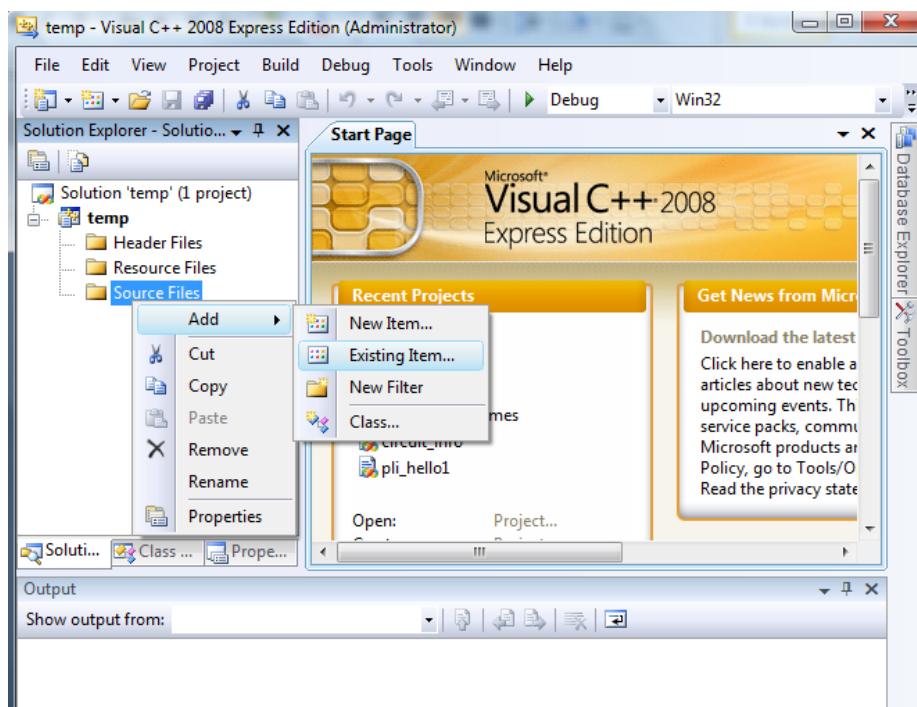 temp - Visual C++ 2008 Express Edition (Administrator)
File Edit View Project Build Debug Tools Window Help
Debug Win32
Solution Explorer - Solutio...
Start Page
Solution 'temp' (1 project)
temp
Header Files
Resource Files
Source Files
Microsoft
Visual C++ 2008
Express Edition
Recent Projects
Get News from Micr
Add
Cut
Copy
Paste
Remove
Rename
Properties
New Item...
Existing Item...
New Filter
Class...
mes
circuit_info
pli_hello1
Open: Project...
Download the latest
Click here to enable a
articles about new tec
upcoming events. Thi
service packs, commu
Microsoft products ar
Policy, go to Tools/O
Read the privacy state
Database Explorer
Toolbox
Soluti... Class ... Prope...
Output
Show output from: